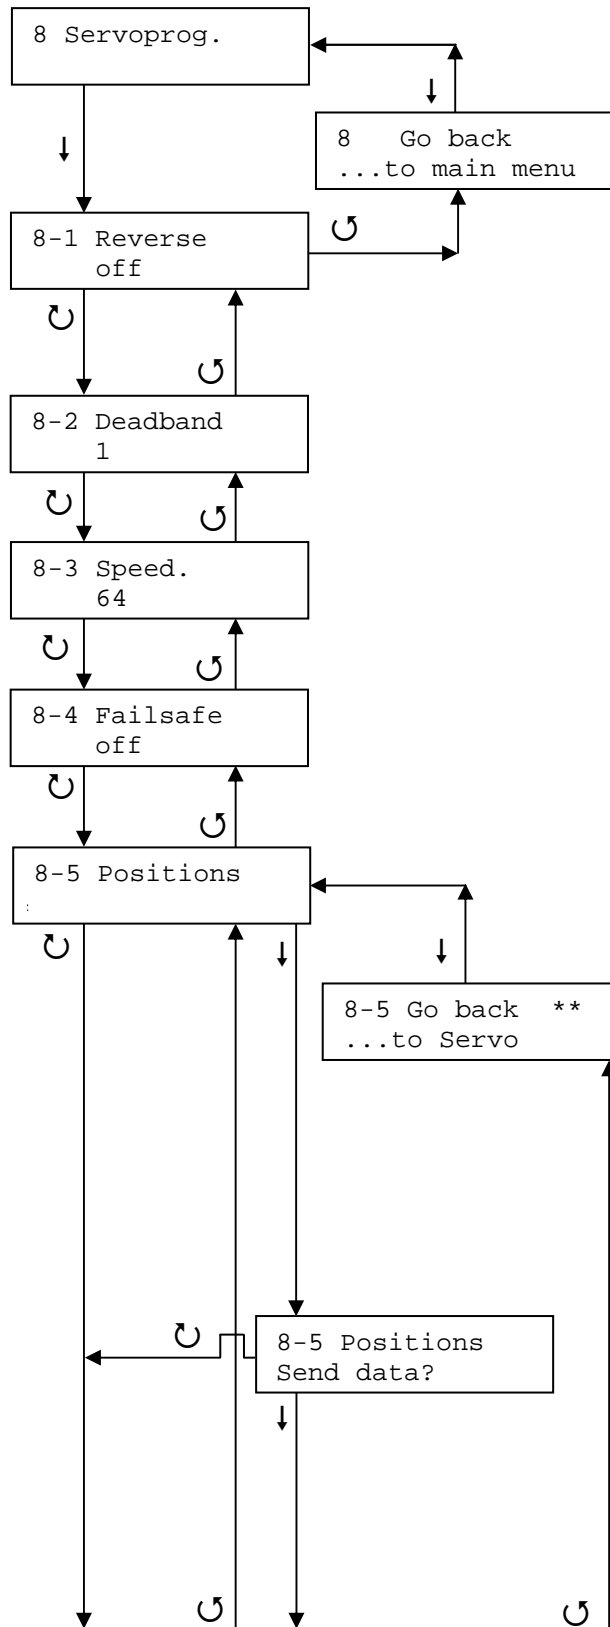 8 Servoprog.
8 Go back
...to main menu
8-1 Reverse
off
8-2 Deadband
1
8-3 Speed.
64
8-4 Failsafe
off
8-5 Positions
:
8-5 Go back **
...to Servo
8-5 Positions
Send data?